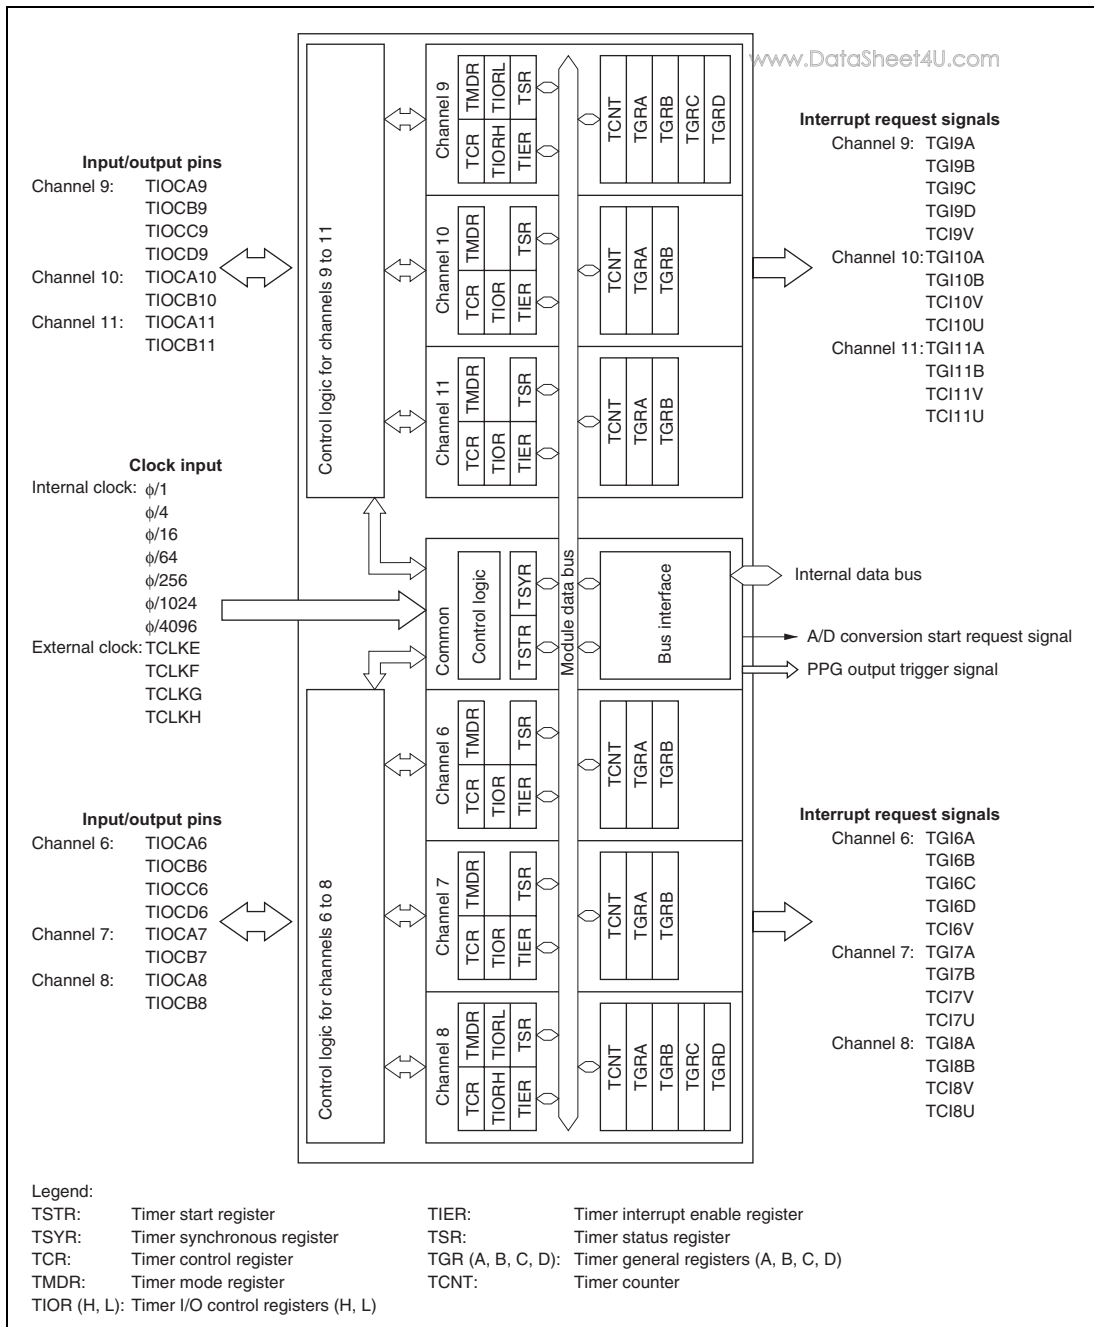 www.DataSheet4U.com
Input/output pins
Channel 9: TIOCA9
TIOCB9
TIOCC9
TIOCD9
Channel 10: TIOCA10
TIOCB10
Channel 11: TIOCA11
TIOCB11
Clock input
Internal clock: ϕ/1
ϕ/4
ϕ/16
ϕ/64
ϕ/256
ϕ/1024
ϕ/4096
External clock: TCLKE
TCLKF
TCLKG
TCLKH
Input/output pins
Channel 6: TIOCA6
TIOCB6
TIOCC6
TIOCD6
Channel 7: TIOCA7
TIOCB7
Channel 8: TIOCA8
TIOCB8
Control logic for channels 9 to 11
Control logic for channels 6 to 8
Channel 9
TCR TMDR
TIORH TIORL
TIER TSR
TCNT
TGRA
TGRB
TGRC
TGRD
Channel 10
TCR TMDR
TIOR
TIER TSR
TCNT
TGRA
TGRB
Channel 11
TCR TMDR
TIOR
TIER TSR
TCNT
TGRA
TGRB
Common
Control logic
TSTR TSYR
Module data bus
Bus interface
Channel 6
TCR TMDR
TIOR
TIER TSR
TCNT
TGRA
TGRB
Channel 7
TCR TMDR
TIOR
TIER TSR
TCNT
TGRA
TGRB
Channel 8
TCR TMDR
TIORH TIORL
TIER TSR
TCNT
TGRA
TGRB
TGRC
TGRD
Interrupt request signals
Channel 9: TGI9A
TGI9B
TGI9C
TGI9D
TCI9V
Channel 10: TGI10A
TGI10B
TCI10V
TCI10U
Channel 11: TGI11A
TGI11B
TCI11V
TCI11U
Internal data bus
A/D conversion start request signal
PPG output trigger signal
Interrupt request signals
Channel 6: TGI6A
TGI6B
TGI6C
TGI6D
TCI6V
Channel 7: TGI7A
TGI7B
TCI7V
TCI7U
Channel 8: TGI8A
TGI8B
TCI8V
TCI8U
Legend:
TSTR: Timer start register
TSYR: Timer synchronous register
TCR: Timer control register
TMDR: Timer mode register
TIOR (H, L): Timer I/O control registers (H, L)
TIER: Timer interrupt enable register
TSR: Timer status register
TGR (A, B, C, D): Timer general registers (A, B, C, D)
TCNT: Timer counter